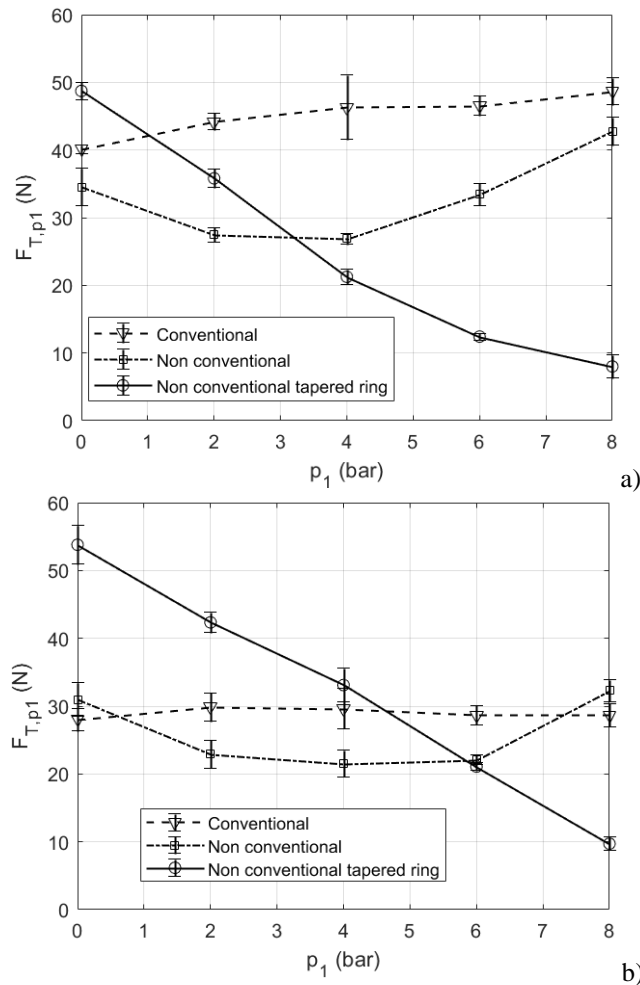 60
50
40
30
20
10
0
F_T,p1 (N)
Conventional
Non conventional
Non conventional tapered ring
0 1 2 3 4 5 6 7 8
p_1 (bar)
a)
60
50
40
30
20
10
0
F_T,p1 (N)
Conventional
Non conventional
Non conventional tapered ring
0 1 2 3 4 5 6 7 8
p_1 (bar)
b)